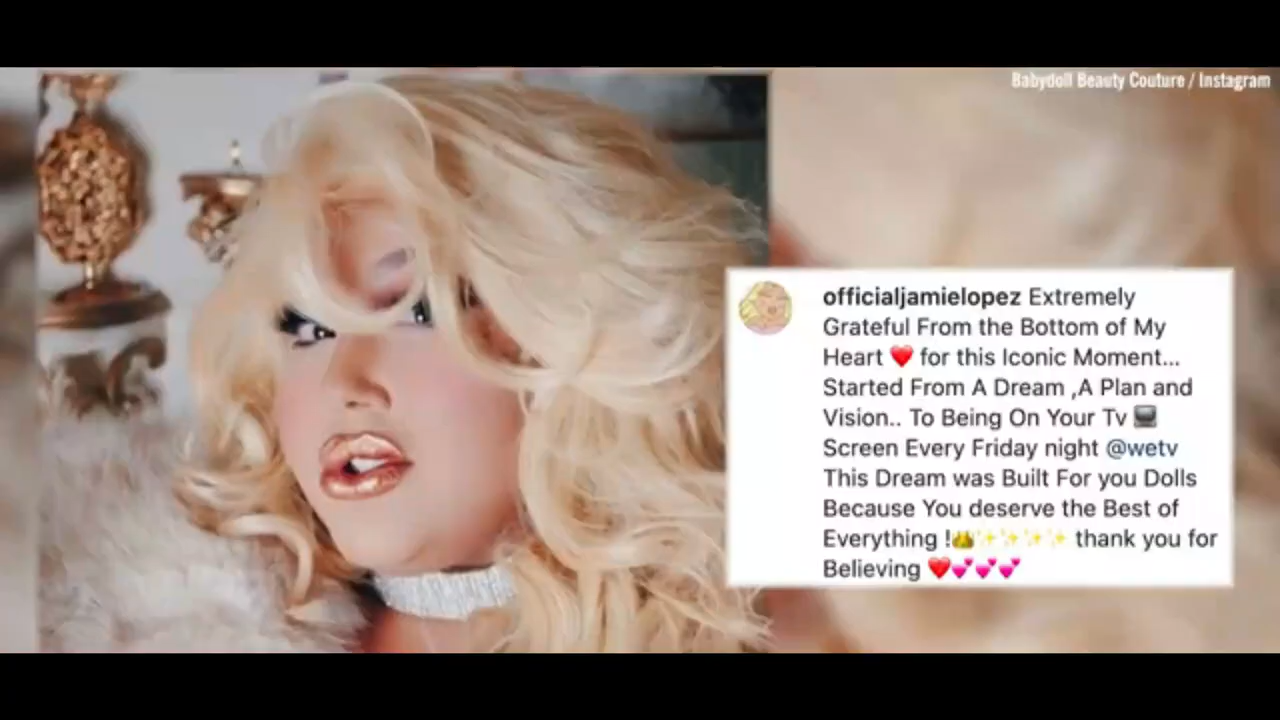 Babydoll Beauty Couture / Instagram
officialjamielopez Extremely
Grateful From the Bottom of My
Heart ❤️ for this Iconic Moment...
Started From A Dream ,A Plan and
Vision.. To Being On Your Tv 📺
Screen Every Friday night @wetv
This Dream was Built For you Dolls
Because You deserve the Best of
Everything !👑✨✨✨✨ thank you for
Believing ❤️💕💕💕